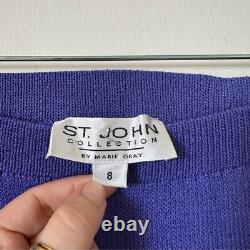 ST. JOHN
COLLECTION
BY MARIE GRAY
8